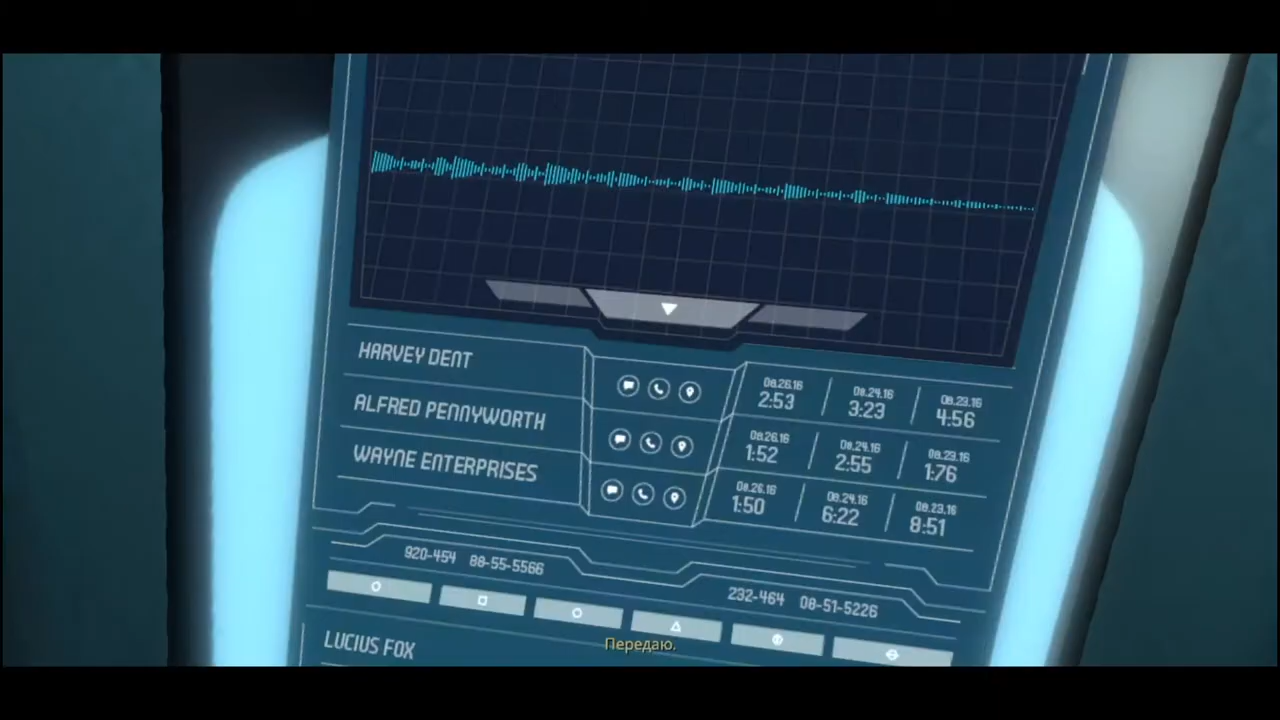 HARVEY DENT 08.26.16 08.24.16 08.23.16
2:53 3:23 4:56
ALFRED PENNYWORTH 08.26.16 08.24.16 08.23.16
1:52 2:55 1:76
WAYNE ENTERPRISES 08.26.16 08.24.16 08.23.16
1:50 6:22 8:51
920-454 88-55-5566 232-464 08-51-5226
LUCIUS FOX
Передаю.